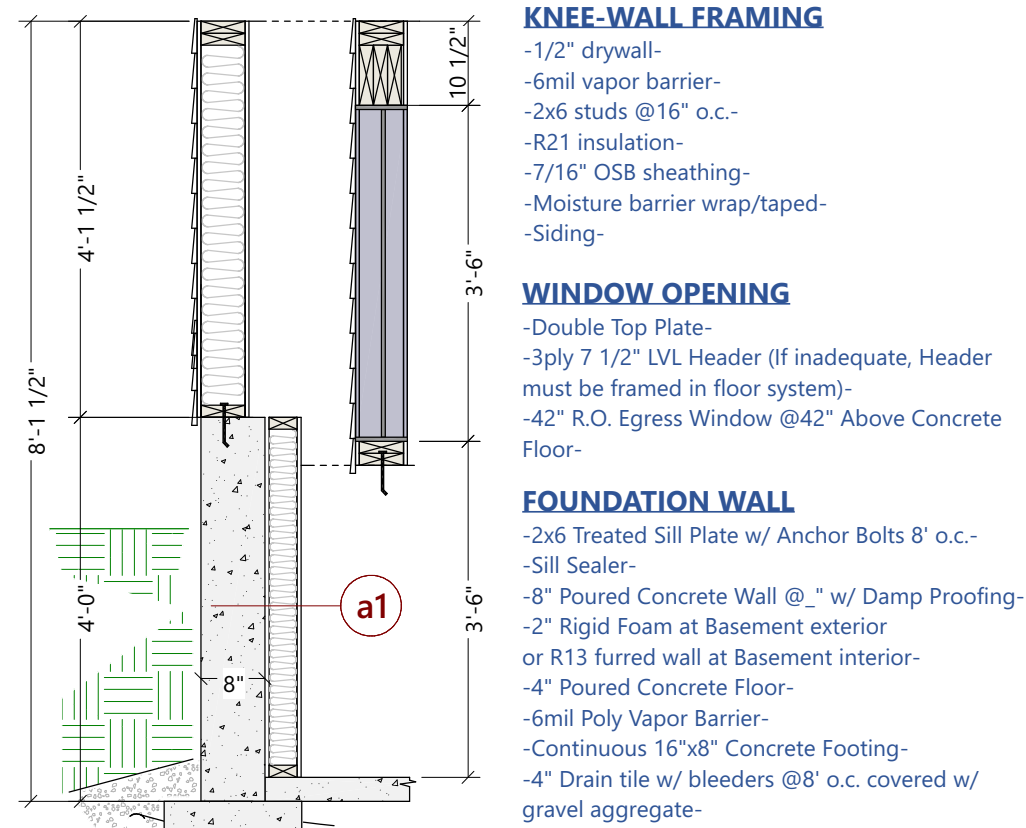 KNEE-WALL FRAMING
-1/2" drywall-
-6mil vapor barrier-
-2x6 studs @16" o.c.-
-R21 insulation-
-7/16" OSB sheathing-
-Moisture barrier wrap/taped-
-Siding-
WINDOW OPENING
-Double Top Plate-
-3ply 7 1/2" LVL Header (If inadequate, Header
must be framed in floor system)-
-42" R.O. Egress Window @42" Above Concrete
Floor-
FOUNDATION WALL
-2x6 Treated Sill Plate w/ Anchor Bolts 8' o.c.-
-Sill Sealer-
-8" Poured Concrete Wall @_" w/ Damp Proofing-
-2" Rigid Foam at Basement exterior
or R13 furred wall at Basement interior-
-4" Poured Concrete Floor-
-6mil Poly Vapor Barrier-
-Continuous 16"x8" Concrete Footing-
-4" Drain tile w/ bleeders @8' o.c. covered w/
gravel aggregate-
8'-1 1/2"
4'-1 1/2"
4'-0"
8"
a1
10 1/2"
3'-6"
3'-6"